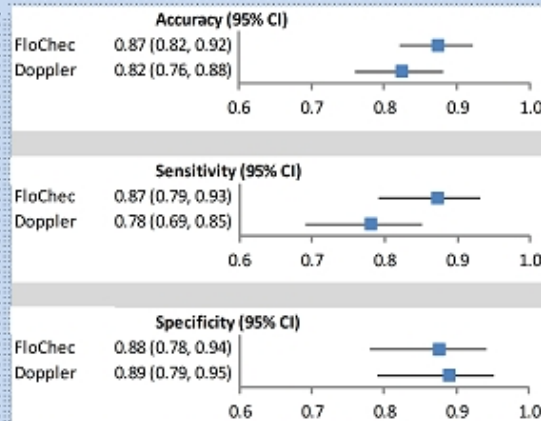 Accuracy (95% CI)
FloChec 0.87 (0.82, 0.92)
Doppler 0.82 (0.76, 0.88)
0.6 0.7 0.8 0.9 1.0
Sensitivity (95% CI)
FloChec 0.87 (0.79, 0.93)
Doppler 0.78 (0.69, 0.85)
0.6 0.7 0.8 0.9 1.0
Specificity (95% CI)
FloChec 0.88 (0.78, 0.94)
Doppler 0.89 (0.79, 0.95)
0.6 0.7 0.8 0.9 1.0